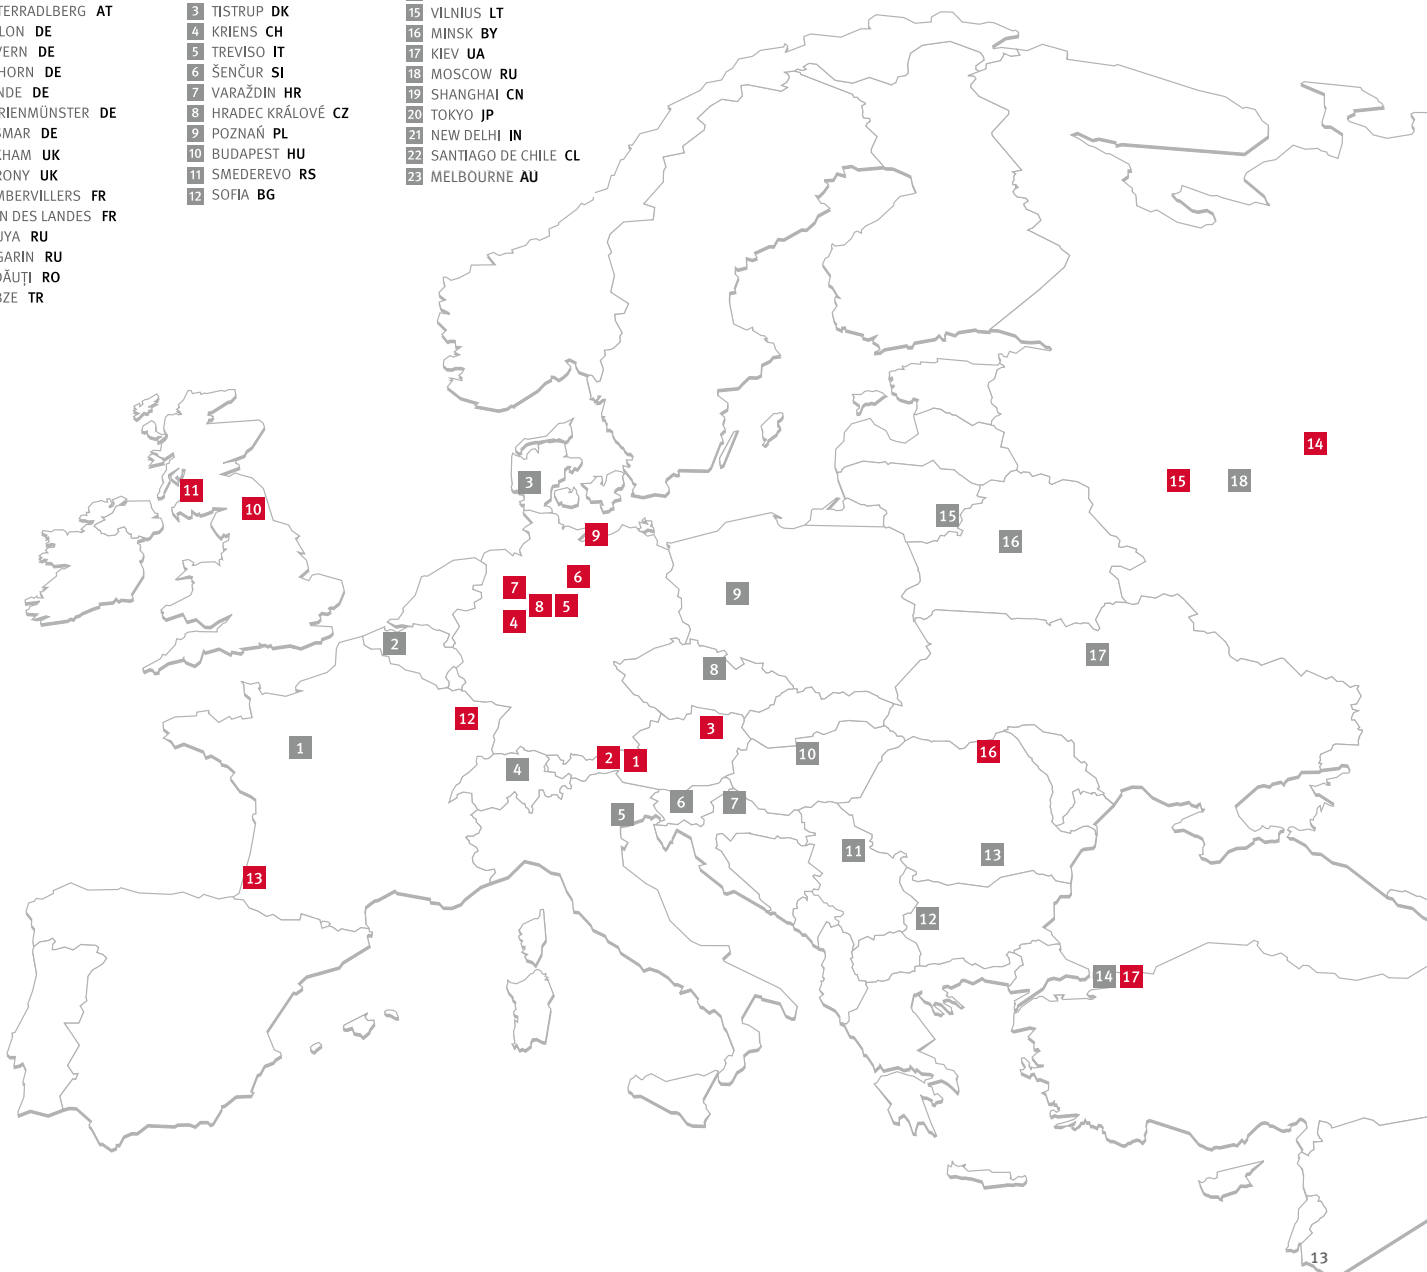 TERRADLBERG AT
LON DE
VERN DE
HORN DE
NDE DE
RIENMÜNSTER DE
SMAR DE
KHAM UK
RONY UK
MBERVILLERS FR
N DES LANDES FR
UYA RU
GARIN RU
DĂUȚI RO
BZE TR
3 TISTRUP DK
4 KRIENS CH
5 TREVISO IT
6 ŠENČUR SI
7 VARAŽDIN HR
8 HRADEC KRÁLOVÉ CZ
9 POZNAŃ PL
10 BUDAPEST HU
11 SMEDEREVO RS
12 SOFIA BG
15 VILNIUS LT
16 MINSK BY
17 KIEV UA
18 MOSCOW RU
19 SHANGHAI CN
20 TOKYO JP
21 NEW DELHI IN
22 SANTIAGO DE CHILE CL
23 MELBOURNE AU
14
15 18
3
11
10
15
9
16
6
7
9
8 5
4
2
17
8
12
3
1
16
10
2 1
4
6 7
5
11
13
13
12
14 17
13